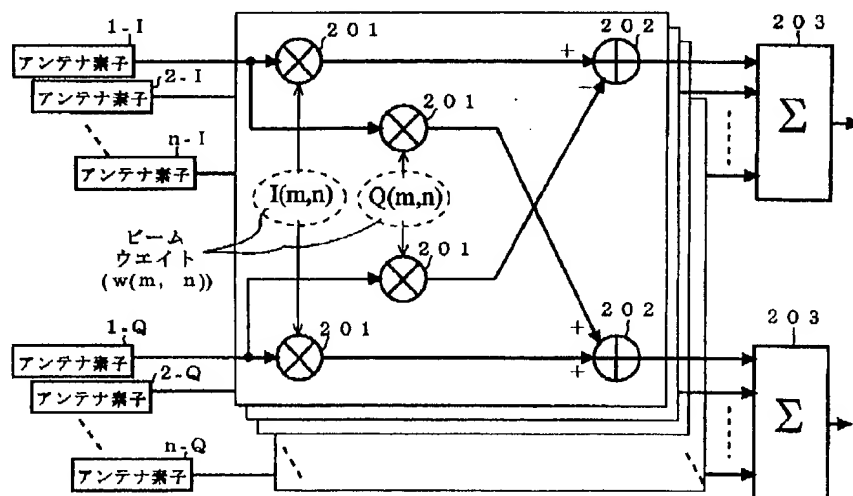 1-I
アンテナ素子
2-I
アンテナ素子
n-I
アンテナ素子
201
202
203
+
-
201
Σ
I(m,n)
Q(m,n)
ビーム
ウエイト
(w(m, n))
201
1-Q
アンテナ素子
2-Q
アンテナ素子
n-Q
アンテナ素子
201
202
203
+
+
Σ